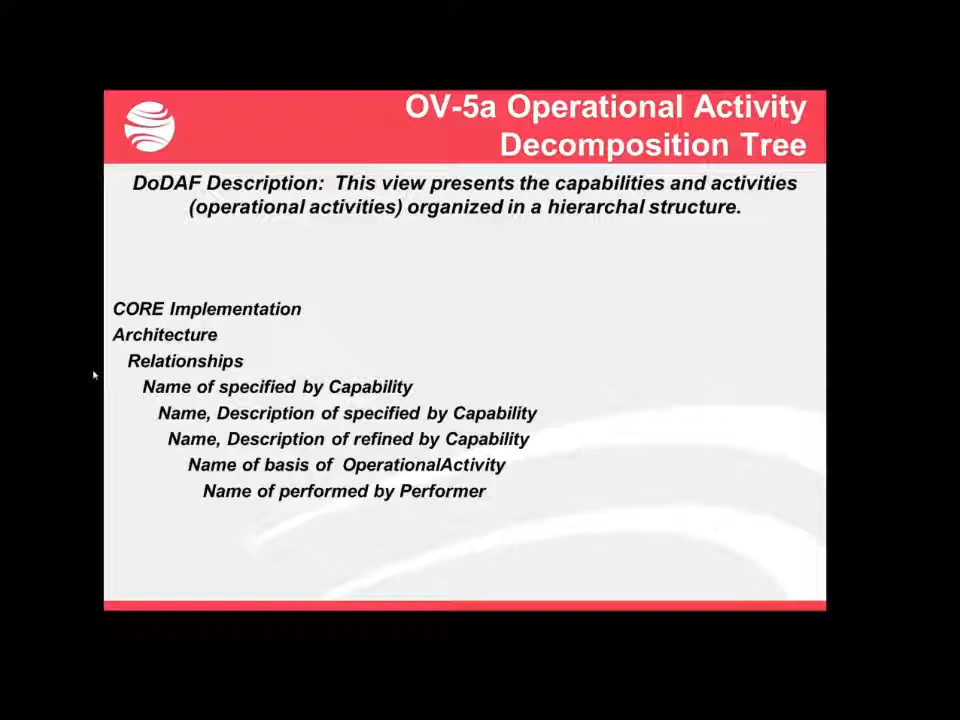 OV-5a Operational Activity
Decomposition Tree
DoDAF Description:  This view presents the capabilities and activities
(operational activities) organized in a hierarchal structure.
CORE Implementation
Architecture
Relationships
Name of specified by Capability
Name, Description of specified by Capability
Name, Description of refined by Capability
Name of basis of  OperationalActivity
Name of performed by Performer